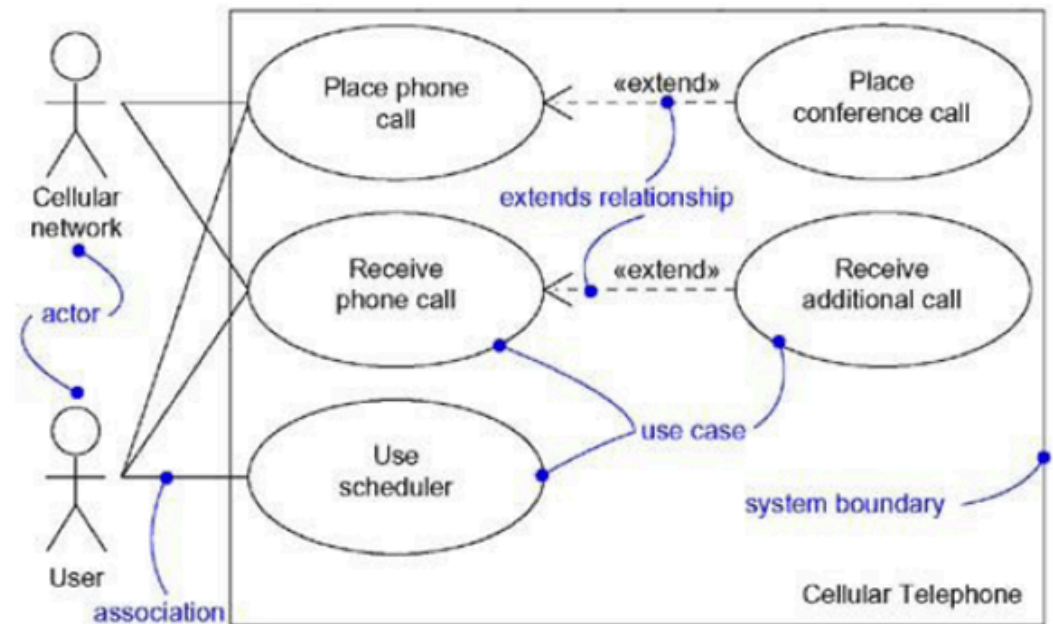 Place phone
call
«extend»
Place
conference call
Cellular
network
extends relationship
Receive
phone call
«extend»
Receive
additional call
actor
use case
Use
scheduler
system boundary
User
association
Cellular Telephone